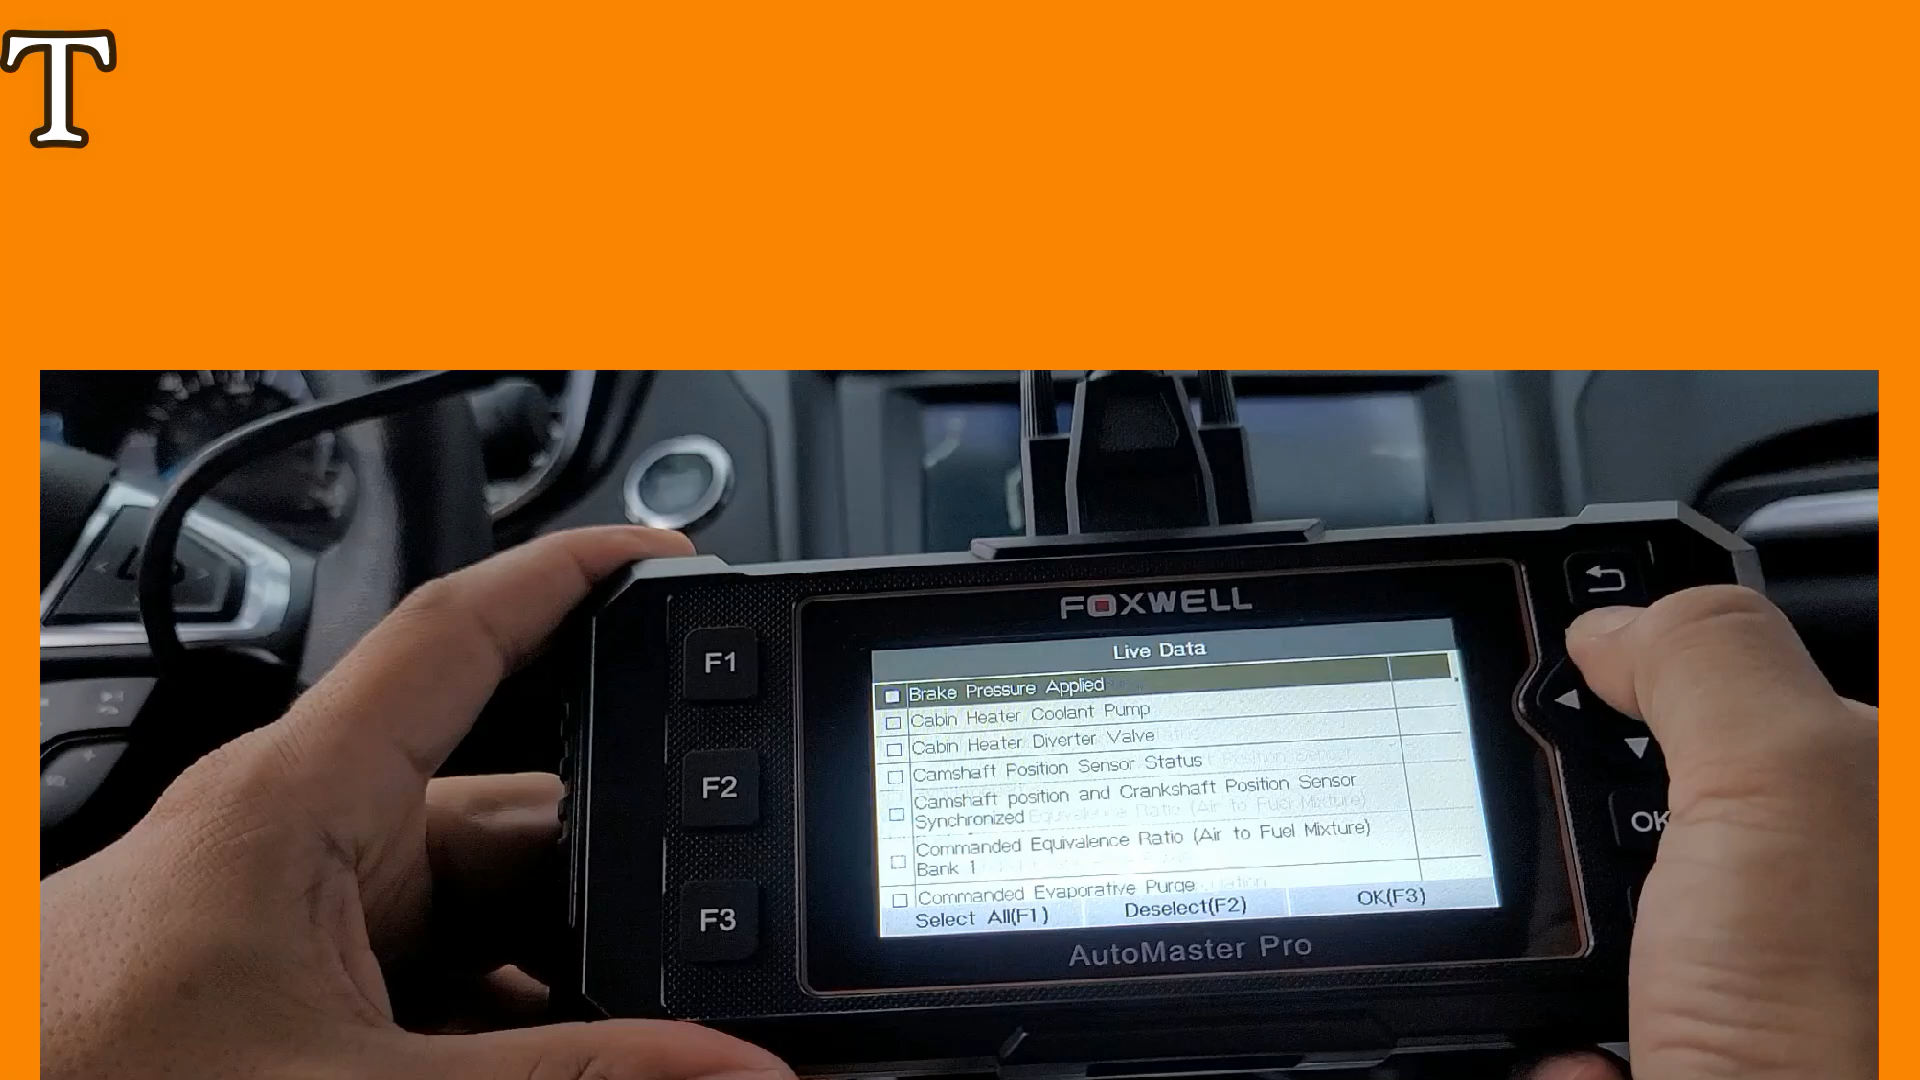 T
FOXWELL
Live Data
Brake Pressure Applied
Cabin Heater Coolant Pump
Cabin Heater Diverter Valve
Camshaft Position Sensor Status
Camshaft position and Crankshaft Position Sensor
Synchronized
Commanded Equivalence Ratio (Air to Fuel Mixture)
Bank 1
Commanded Evaporative Purge
Select All(F1) Deselect(F2) OK(F3)
AutoMaster Pro
F1
F2
F3
OK